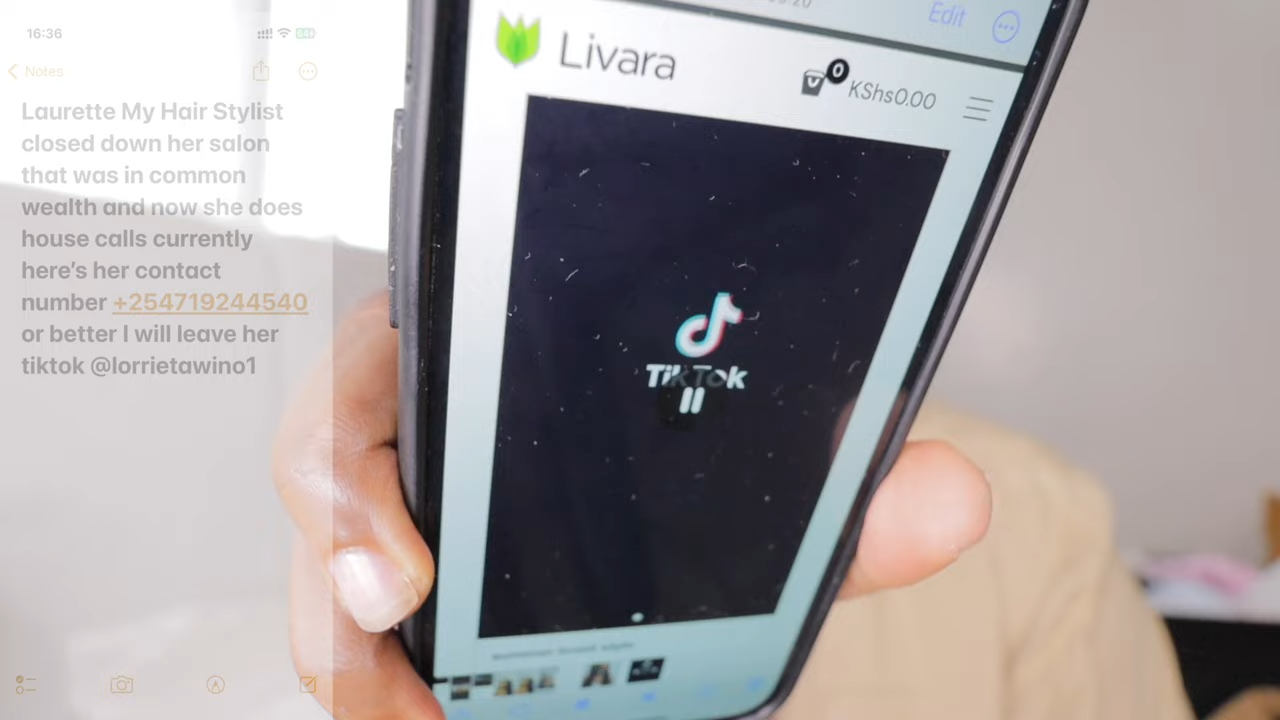 16:36
64
Notes
Laurette My Hair Stylist
closed down her salon
that was in common
wealth and now she does
house calls currently
here's her contact
number +254719244540
or better I will leave her
tiktok @lorrietawino1
Edit
Livara
0
KShs0.00
TikTok